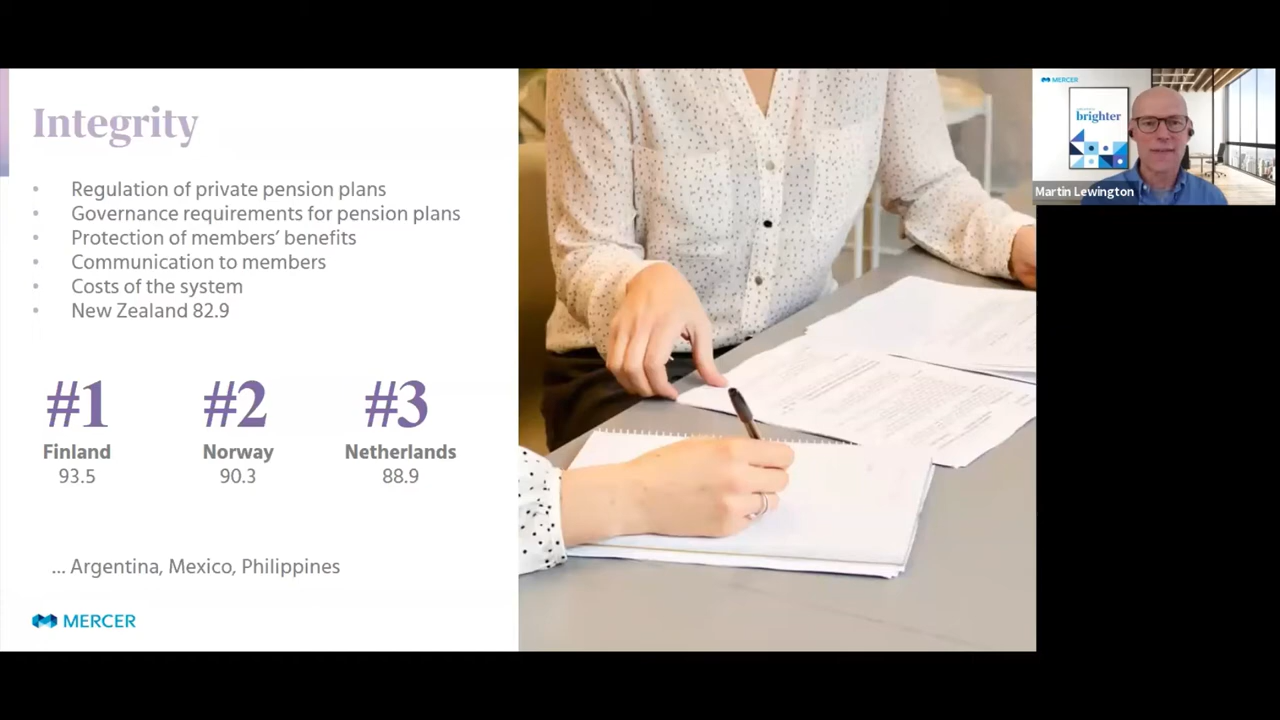 Integrity
• Regulation of private pension plans
• Governance requirements for pension plans
• Protection of members’ benefits
• Communication to members
• Costs of the system
• New Zealand 82.9
#1 #2 #3
Finland Norway Netherlands
93.5 90.3 88.9
... Argentina, Mexico, Philippines
MERCER
MERCER
brighter
Martin Lewington